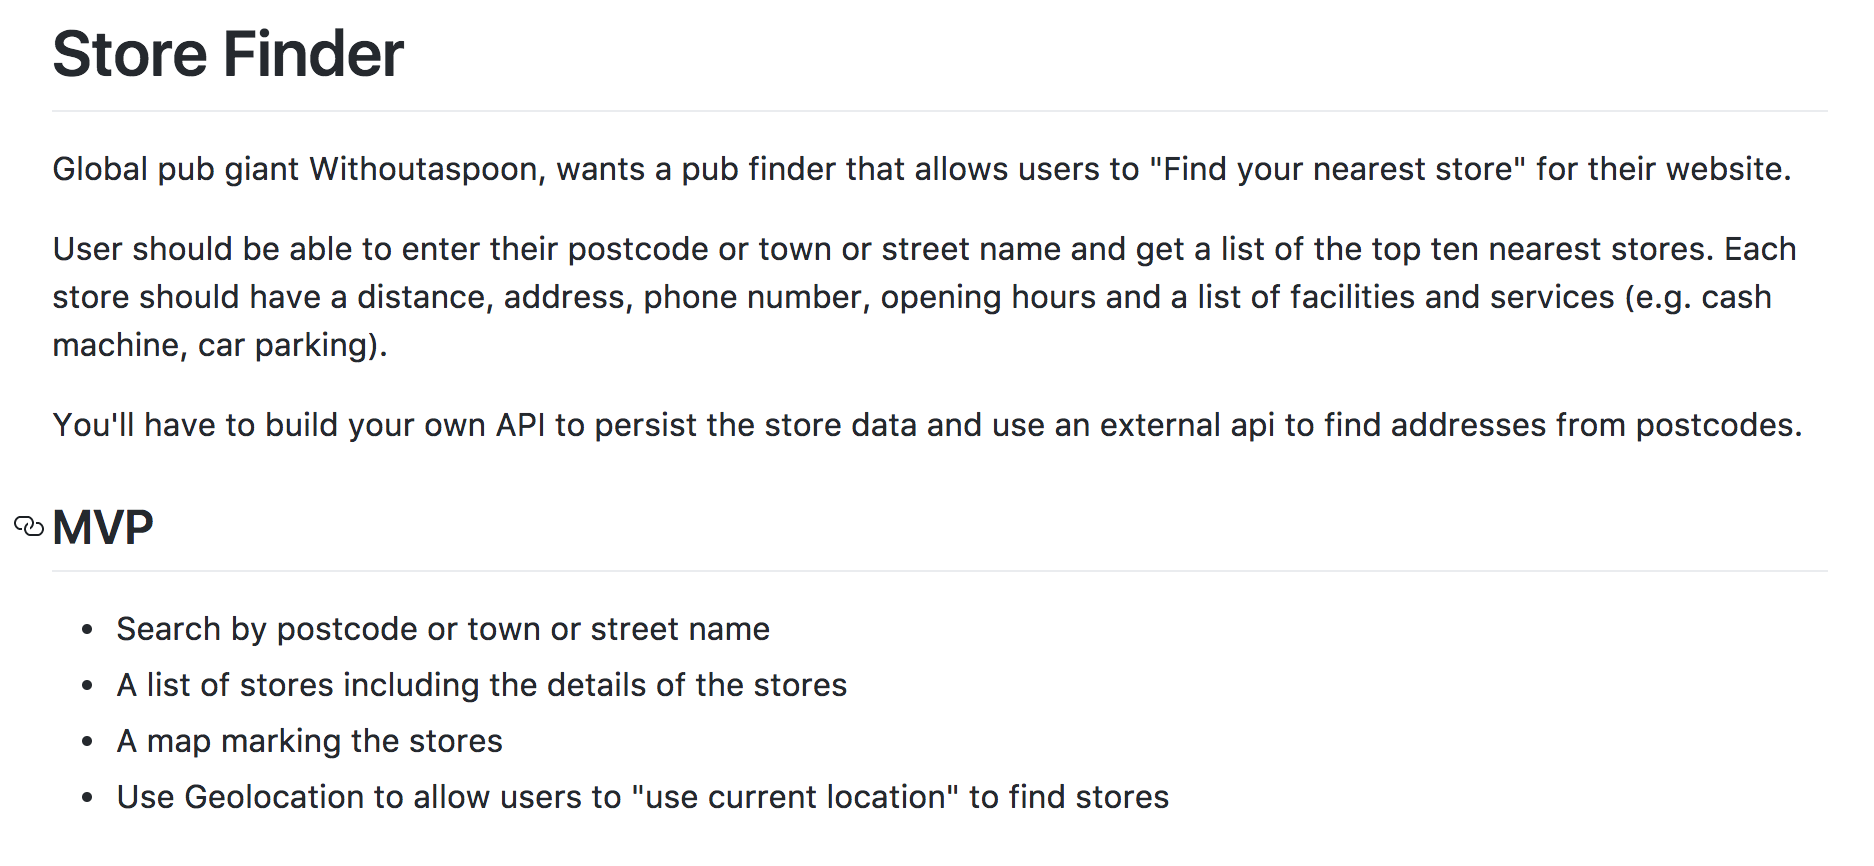 Store Finder
Global pub giant Withoutaspoon, wants a pub finder that allows users to "Find your nearest store" for their website.
User should be able to enter their postcode or town or street name and get a list of the top ten nearest stores. Each
store should have a distance, address, phone number, opening hours and a list of facilities and services (e.g. cash
machine, car parking).
You'll have to build your own API to persist the store data and use an external api to find addresses from postcodes.
MVP
• Search by postcode or town or street name
• A list of stores including the details of the stores
• A map marking the stores
• Use Geolocation to allow users to "use current location" to find stores